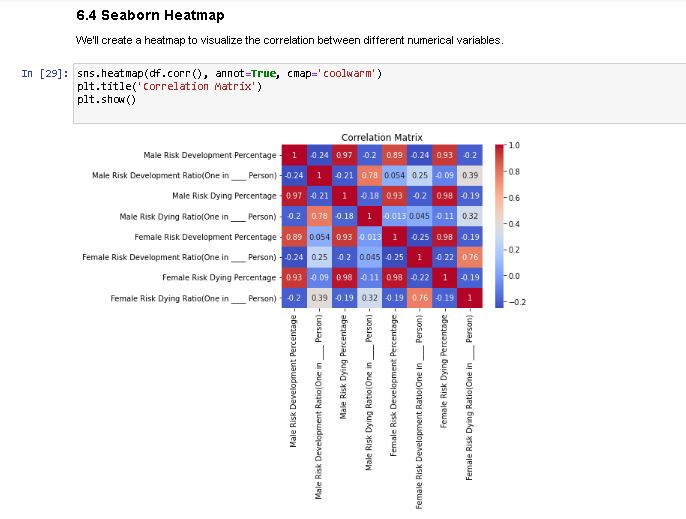 6.4 Seaborn Heatmap
We'll create a heatmap to visualize the correlation between different numerical variables.
In [29]: sns.heatmap(df.corr(), annot=True, cmap='coolwarm')
plt.title('Correlation Matrix')
plt.show()
Correlation Matrix
Male Risk Development Percentage 1 -0.24 0.97 -0.2 0.89 -0.24 0.93 -0.2
Male Risk Development Ratio(One in ___ Person) -0.24 1 -0.21 0.78 0.054 0.25 -0.09 0.39
Male Risk Dying Percentage 0.97 -0.21 1 -0.18 0.93 -0.2 0.98 -0.19
Male Risk Dying Ratio(One in ___ Person) -0.2 0.78 -0.18 1 -0.013 0.045 -0.11 0.32
Female Risk Development Percentage 0.89 0.054 0.93 -0.013 1 -0.25 0.98 -0.19
Female Risk Development Ratio(One in ___ Person) -0.24 0.25 -0.2 0.045 -0.25 1 -0.22 0.76
Female Risk Dying Percentage 0.93 -0.09 0.98 -0.11 0.98 -0.22 1 -0.19
Female Risk Dying Ratio(One in ___ Person) -0.2 0.39 -0.19 0.32 -0.19 0.76 -0.19 1
1.0
0.8
0.6
0.4
0.2
0.0
-0.2
Male Risk Development Percentage
Male Risk Development Ratio(One in ___ Person)
Male Risk Dying Percentage
Male Risk Dying Ratio(One in ___ Person)
Female Risk Development Percentage
Female Risk Development Ratio(One in ___ Person)
Female Risk Dying Percentage
Female Risk Dying Ratio(One in ___ Person)